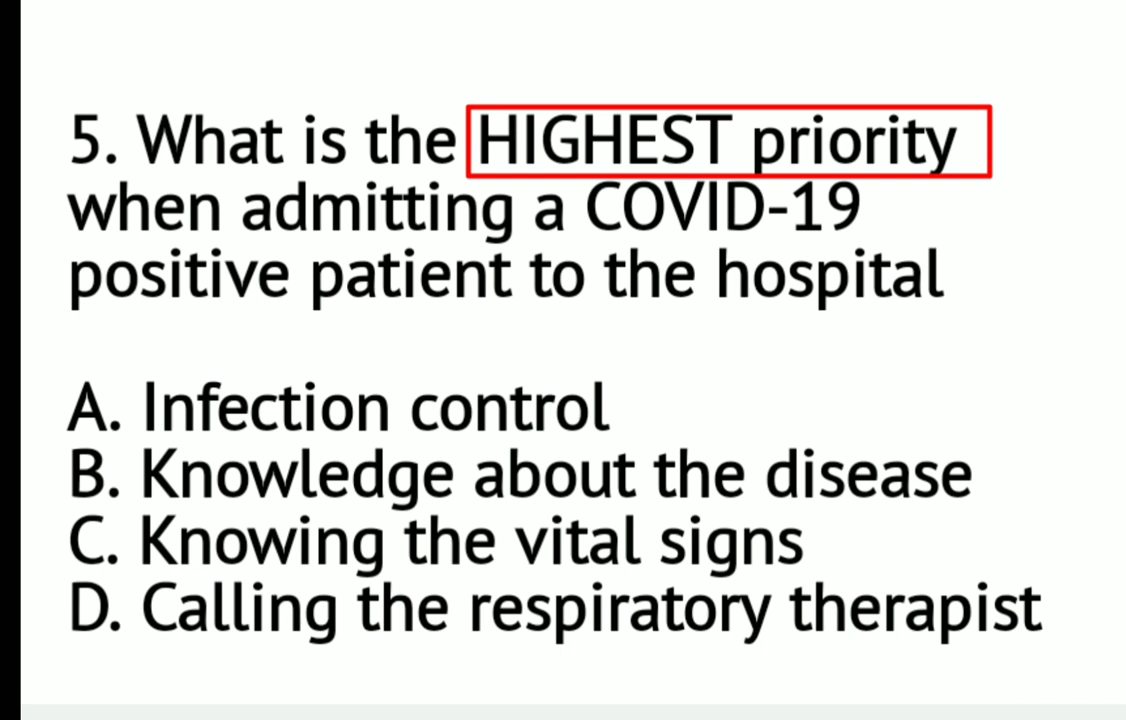 5. What is the HIGHEST priority
when admitting a COVID-19
positive patient to the hospital
A. Infection control
B. Knowledge about the disease
C. Knowing the vital signs
D. Calling the respiratory therapist